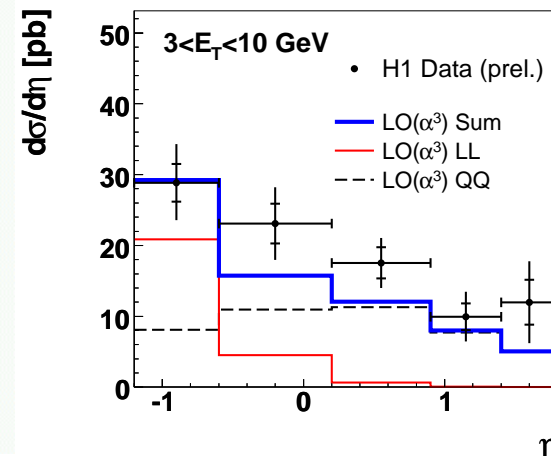 dσ/dη [pb]
3<E_T<10 GeV
H1 Data (prel.)
LO(α³) Sum
LO(α³) LL
LO(α³) QQ
50
40
30
20
10
0
-1 0 1
η